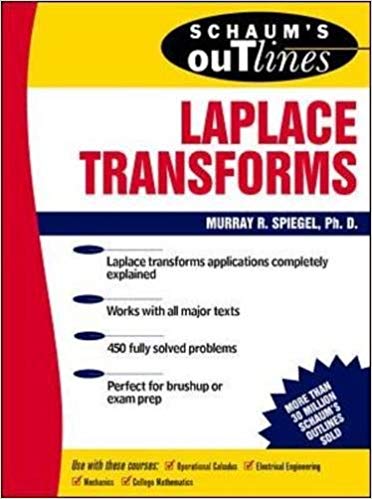 SCHAUM'S
ouTlines
LAPLACE
TRANSFORMS
MURRAY R. SPIEGEL, Ph. D.
Laplace transforms applications completely
explained
Works with all major texts
450 fully solved problems
Perfect for brushup or
exam prep
MORE THAN
30 MILLION
SCHAUM'S
OUTLINES
SOLD
Use with these courses: Operational Calculus Electrical Engineering
Mechanics College Mathematics